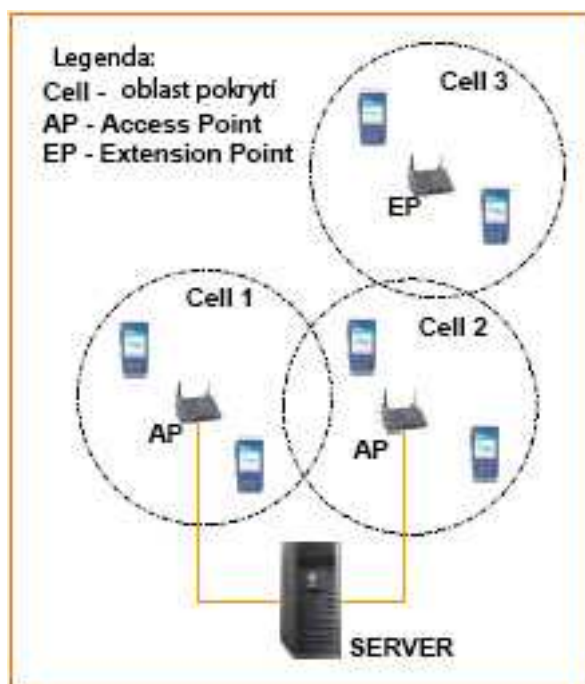 Legenda:
Cell - oblast pokrytí
AP - Access Point
EP - Extension Point
Cell 3
EP
Cell 1
Cell 2
AP
AP
SERVER